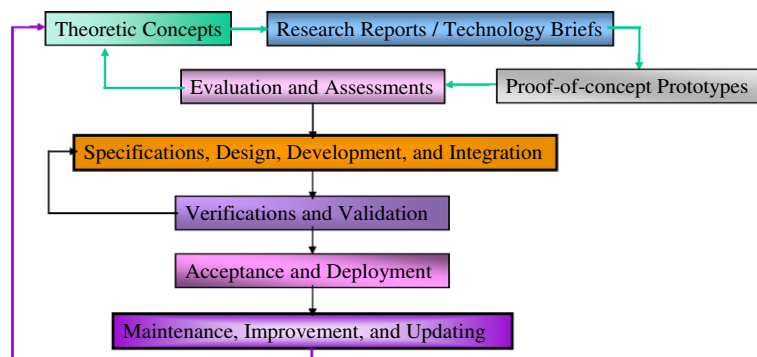 Theoretic Concepts
Research Reports / Technology Briefs
Evaluation and Assessments
Proof-of-concept Prototypes
Specifications, Design, Development, and Integration
Verifications and Validation
Acceptance and Deployment
Maintenance, Improvement, and Updating